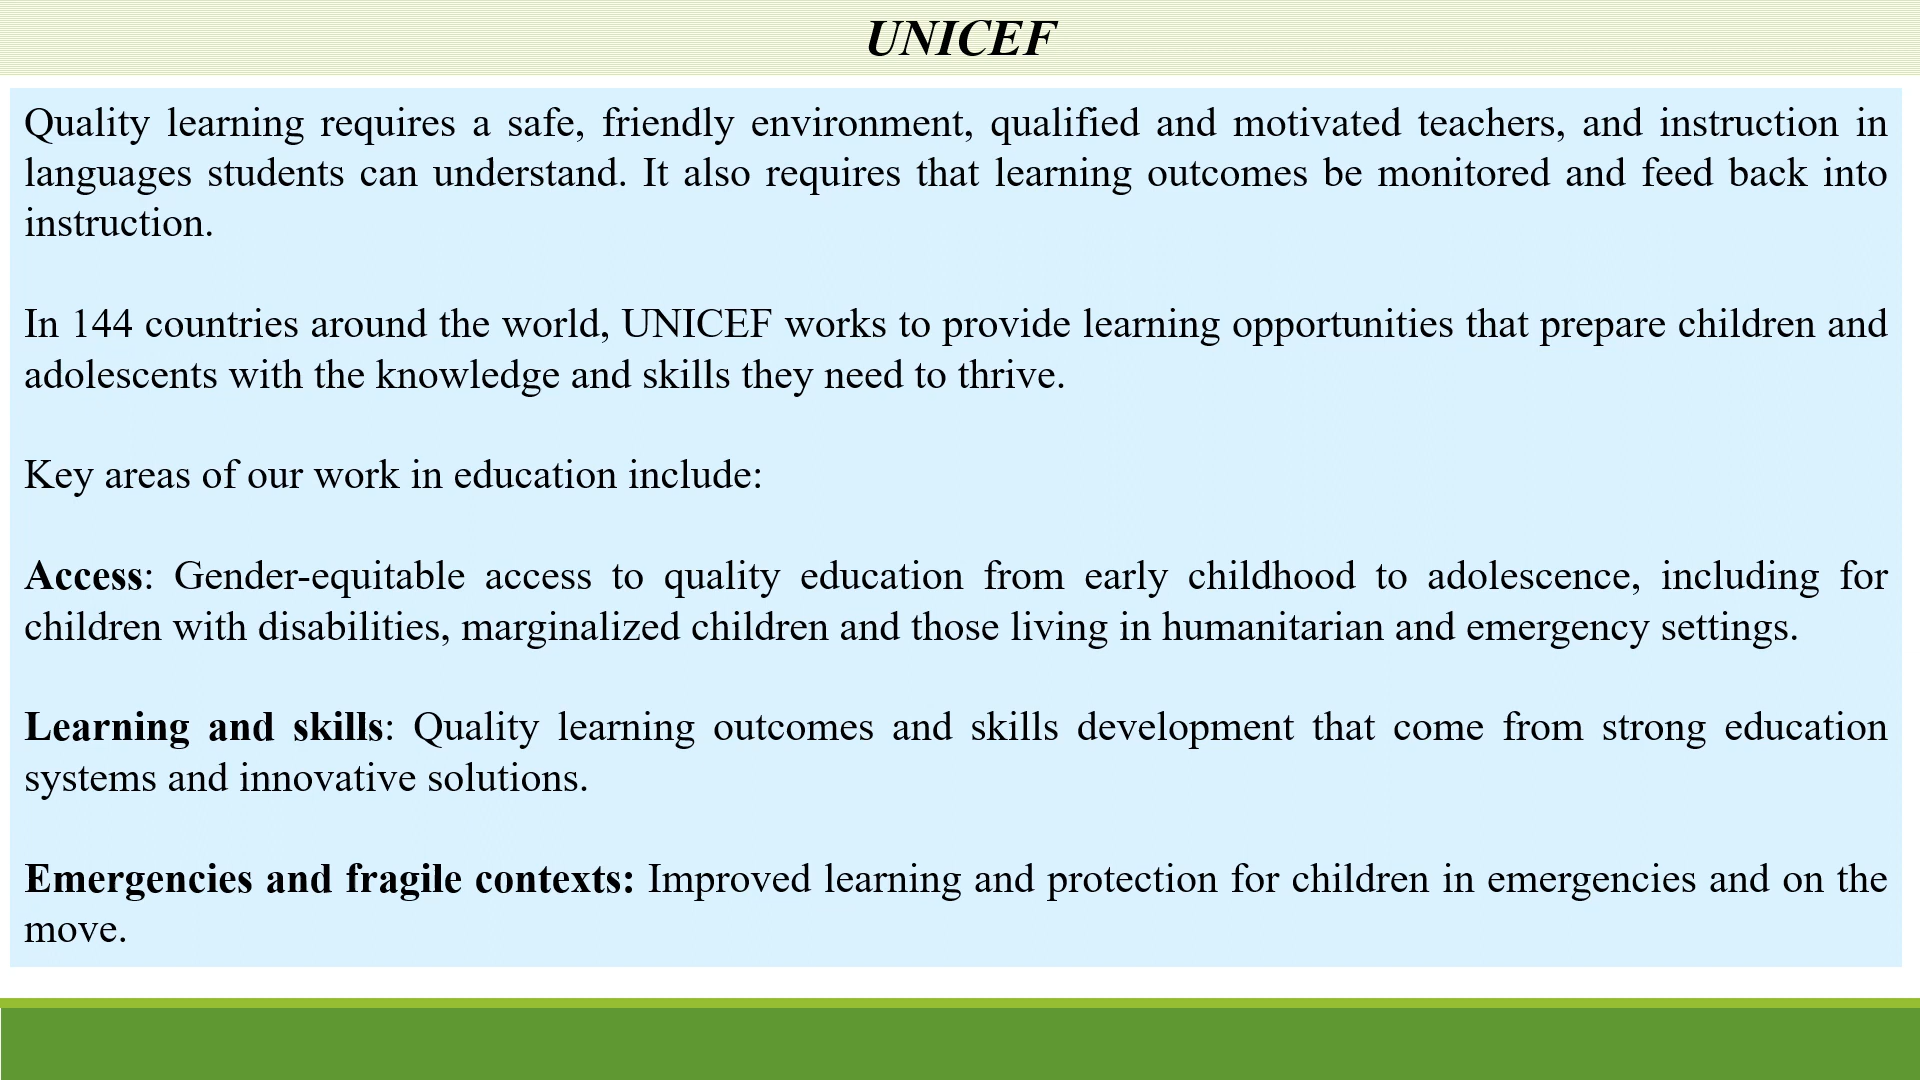 UNICEF
Quality learning requires a safe, friendly environment, qualified and motivated teachers, and instruction in
languages students can understand. It also requires that learning outcomes be monitored and feed back into
instruction.
In 144 countries around the world, UNICEF works to provide learning opportunities that prepare children and
adolescents with the knowledge and skills they need to thrive.
Key areas of our work in education include:
Access: Gender-equitable access to quality education from early childhood to adolescence, including for
children with disabilities, marginalized children and those living in humanitarian and emergency settings.
Learning and skills: Quality learning outcomes and skills development that come from strong education
systems and innovative solutions.
Emergencies and fragile contexts: Improved learning and protection for children in emergencies and on the
move.